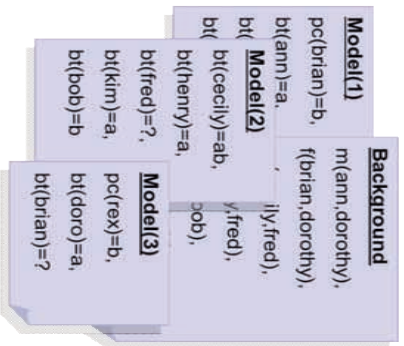 Model(1)
pc(brian)=b,
bt(ann)=a,
Background
m(ann,dorothy),
f(brian,dorothy),
ily,fred),
y,fred),
ob),
Model(2)
bt(cecily)=ab,
bt(henry)=a,
bt(fred)=?,
bt(kim)=a,
bt(bob)=b
Model(3)
pc(rex)=b,
bt(doro)=a,
bt(brian)=?